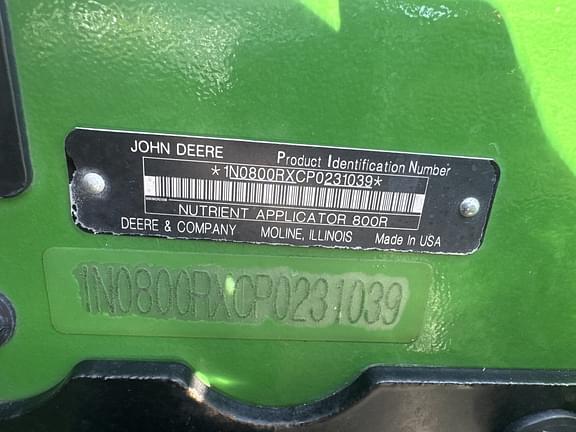 JOHN DEERE Product Identification Number
*1N0800RXCP0231039*
NUTRIENT APPLICATOR 800R
DEERE & COMPANY MOLINE, ILLINOIS Made in USA
1N0800RXCP0231039